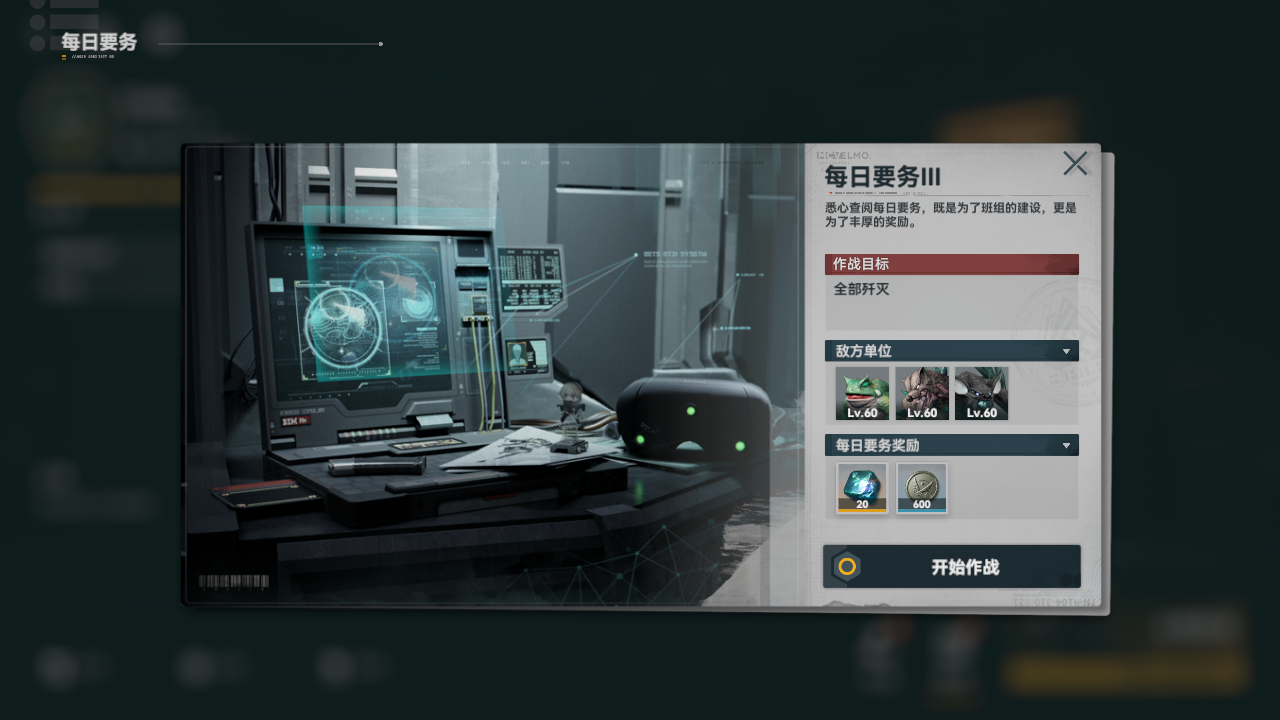 每日要务
每日要务III
悉心查阅每日要务，既是为了班组的建设，更是
为了丰厚的奖励。
作战目标
全部歼灭
敌方单位
Lv.60
Lv.60
Lv.60
每日要务奖励
20
600
开始作战